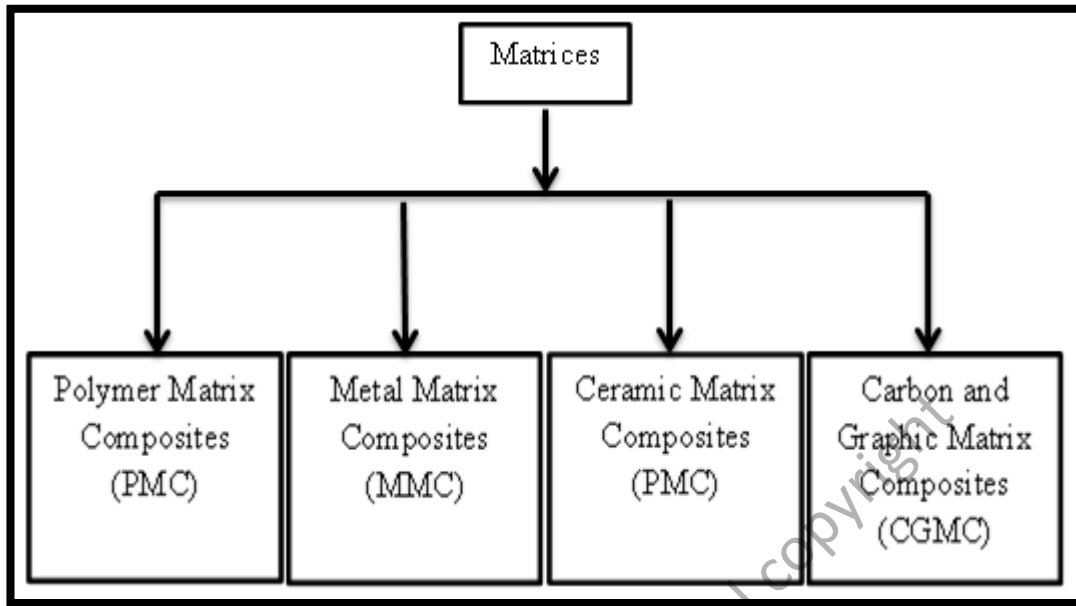 Matrices
Polymer Matrix
Composites
(PMC)
Metal Matrix
Composites
(MMC)
Ceramic Matrix
Composites
(PMC)
Carbon and
Graphic Matrix
Composites
(CGMC)
copyright